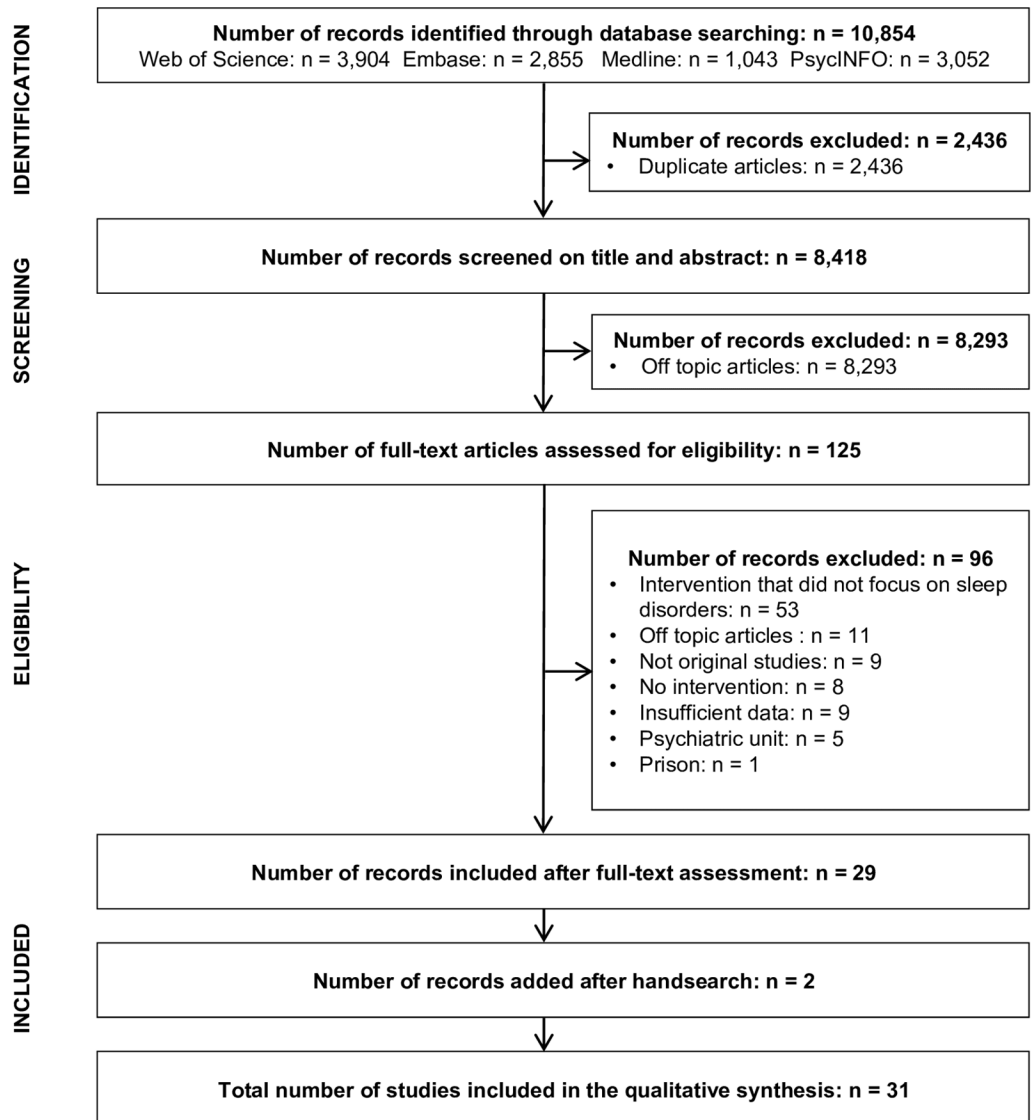 IDENTIFICATION
Number of records identified through database searching: n = 10,854
Web of Science: n = 3,904 Embase: n = 2,855 Medline: n = 1,043 PsycINFO: n = 3,052
Number of records excluded: n = 2,436
• Duplicate articles: n = 2,436
SCREENING
Number of records screened on title and abstract: n = 8,418
Number of records excluded: n = 8,293
• Off topic articles: n = 8,293
Number of full-text articles assessed for eligibility: n = 125
ELIGIBILITY
Number of records excluded: n = 96
• Intervention that did not focus on sleep
disorders: n = 53
• Off topic articles : n = 11
• Not original studies: n = 9
• No intervention: n = 8
• Insufficient data: n = 9
• Psychiatric unit: n = 5
• Prison: n = 1
Number of records included after full-text assessment: n = 29
INCLUDED
Number of records added after handsearch: n = 2
Total number of studies included in the qualitative synthesis: n = 31